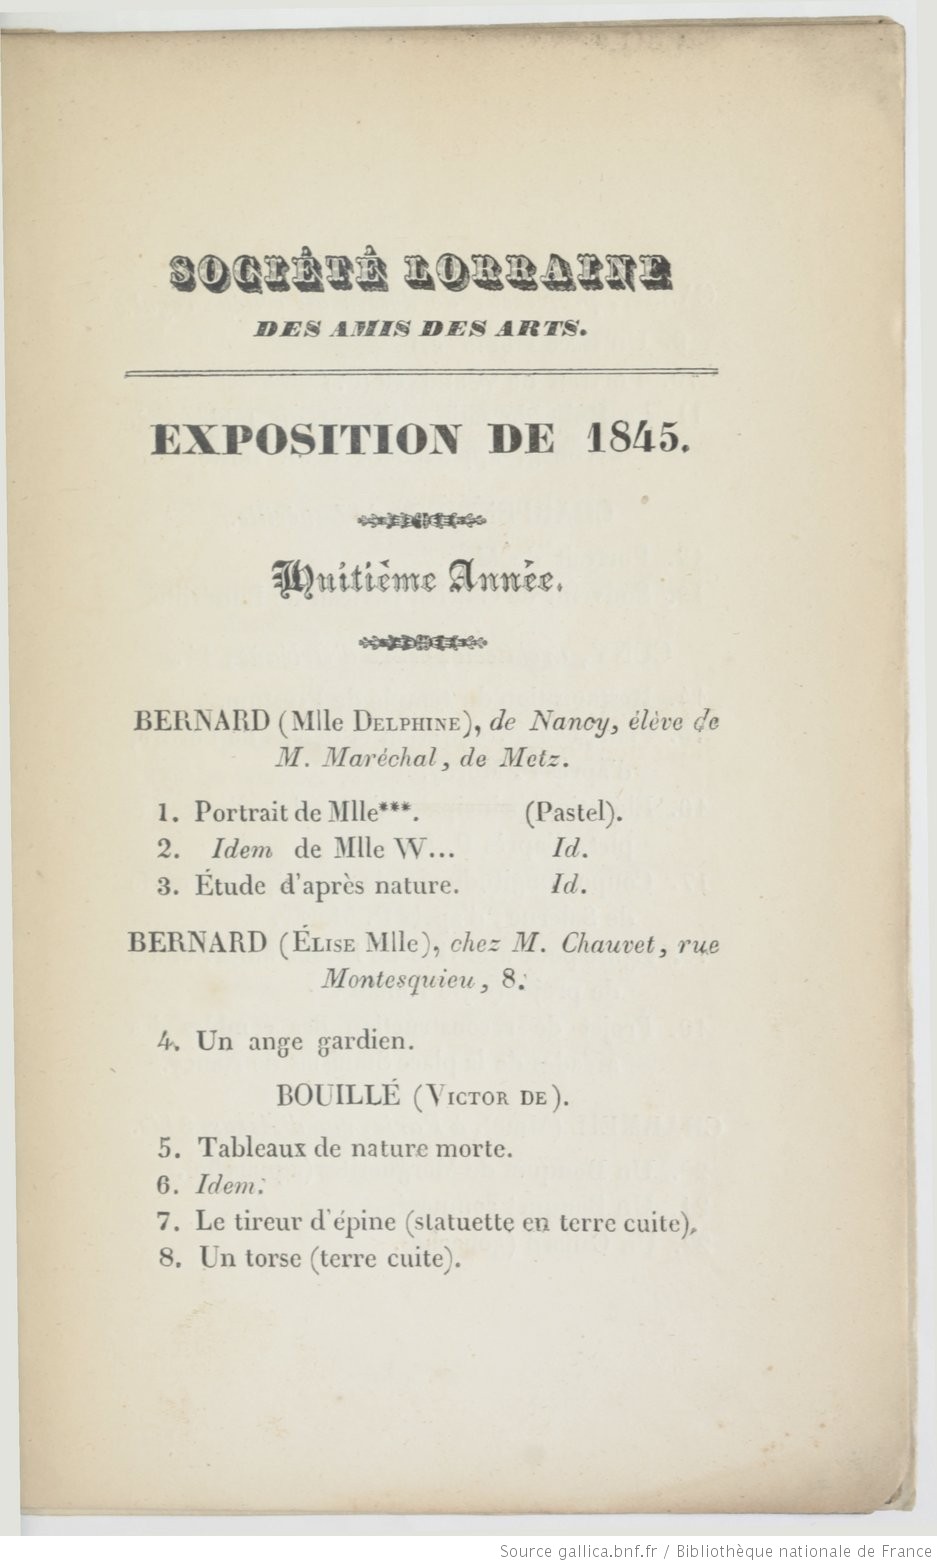 SOCIÉTÉ LORRAINE
DES AMIS DES ARTS.
EXPOSITION DE 1845.
Huitième Année.
BERNARD (Mlle DELPHINE), de Nancy, élève de
M. Maréchal, de Metz.
1. Portrait de Mlle***. (Pastel).
2. Idem de Mlle W... Id.
3. Étude d'après nature. Id.
BERNARD (ÉLISE Mlle), chez M. Chauvet, rue
Montesquieu, 8.
4. Un ange gardien.
BOUILLÉ (VICTOR DE).
5. Tableaux de nature morte.
6. Idem.
7. Le tireur d'épine (statuette en terre cuite).
8. Un torse (terre cuite).
Source gallica.bnf.fr / Bibliothèque nationale de France